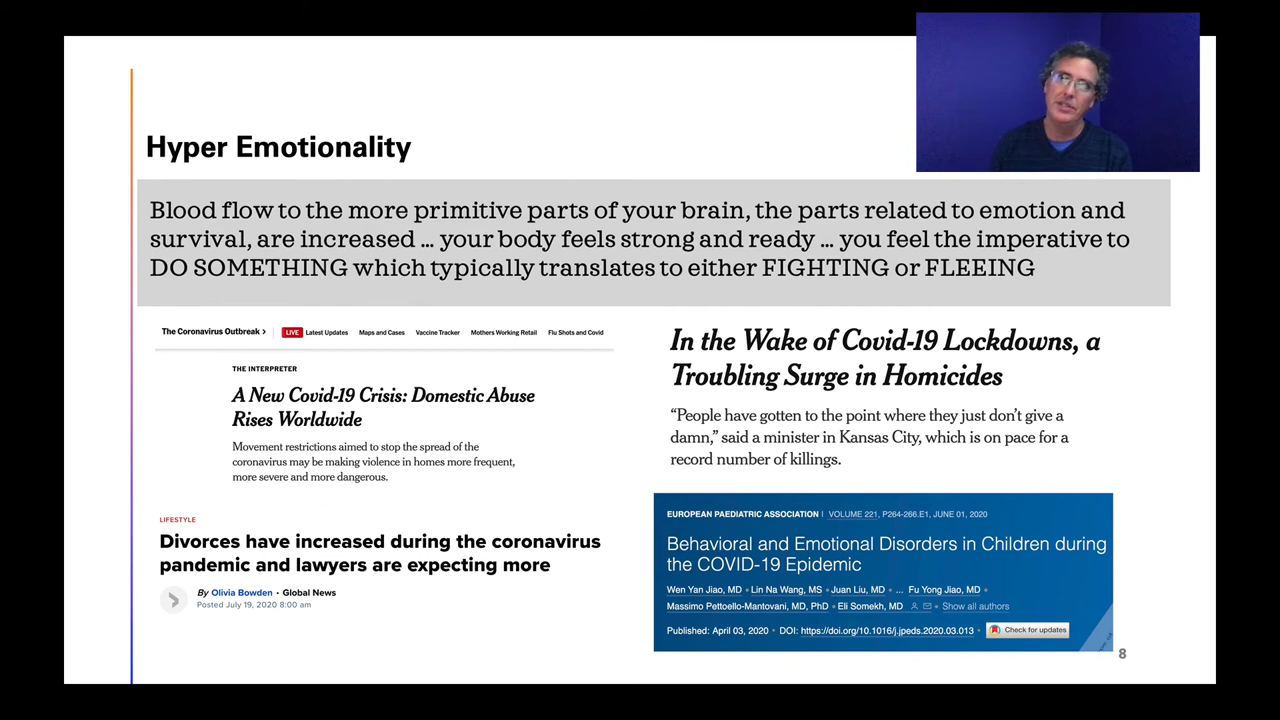 Hyper Emotionality
Blood flow to the more primitive parts of your brain, the parts related to emotion and
survival, are increased ... your body feels strong and ready ... you feel the imperative to
DO SOMETHING which typically translates to either FIGHTING or FLEEING
The Coronavirus Outbreak › LIVE Latest Updates Maps and Cases Vaccine Tracker Mothers Working Retail Flu Shots and Covid
THE INTERPRETER
A New Covid-19 Crisis: Domestic Abuse
Rises Worldwide
Movement restrictions aimed to stop the spread of the
coronavirus may be making violence in homes more frequent,
more severe and more dangerous.
LIFESTYLE
Divorces have increased during the coronavirus
pandemic and lawyers are expecting more
By Olivia Bowden • Global News
Posted July 19, 2020 8:00 am
In the Wake of Covid-19 Lockdowns, a
Troubling Surge in Homicides
“People have gotten to the point where they just don’t give a
damn,” said a minister in Kansas City, which is on pace for a
record number of killings.
EUROPEAN PAEDIATRIC ASSOCIATION | VOLUME 221, P264-266.E1, JUNE 01, 2020
Behavioral and Emotional Disorders in Children during
the COVID-19 Epidemic
Wen Yan Jiao, MD • Lin Na Wang, MS • Juan Liu, MD • ... Fu Yong Jiao, MD •
Massimo Pettoello-Mantovani, MD, PhD • Eli Somekh, MD • Show all authors
Published: April 03, 2020 • DOI: https://doi.org/10.1016/j.jpeds.2020.03.013 • Check for updates
8